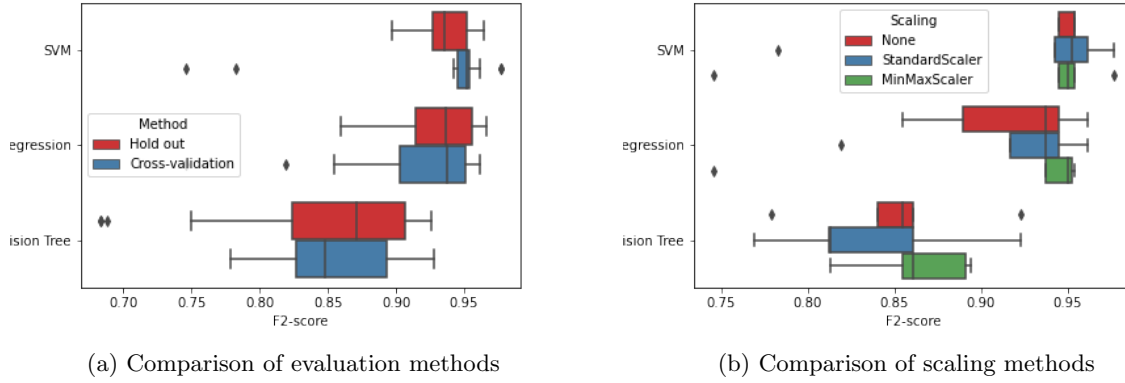 SVM
egression
ision Tree
Method
Hold out
Cross-validation
0.70 0.75 0.80 0.85 0.90 0.95
F2-score
(a) Comparison of evaluation methods
SVM
egression
ision Tree
Scaling
None
StandardScaler
MinMaxScaler
0.75 0.80 0.85 0.90 0.95
F2-score
(b) Comparison of scaling methods